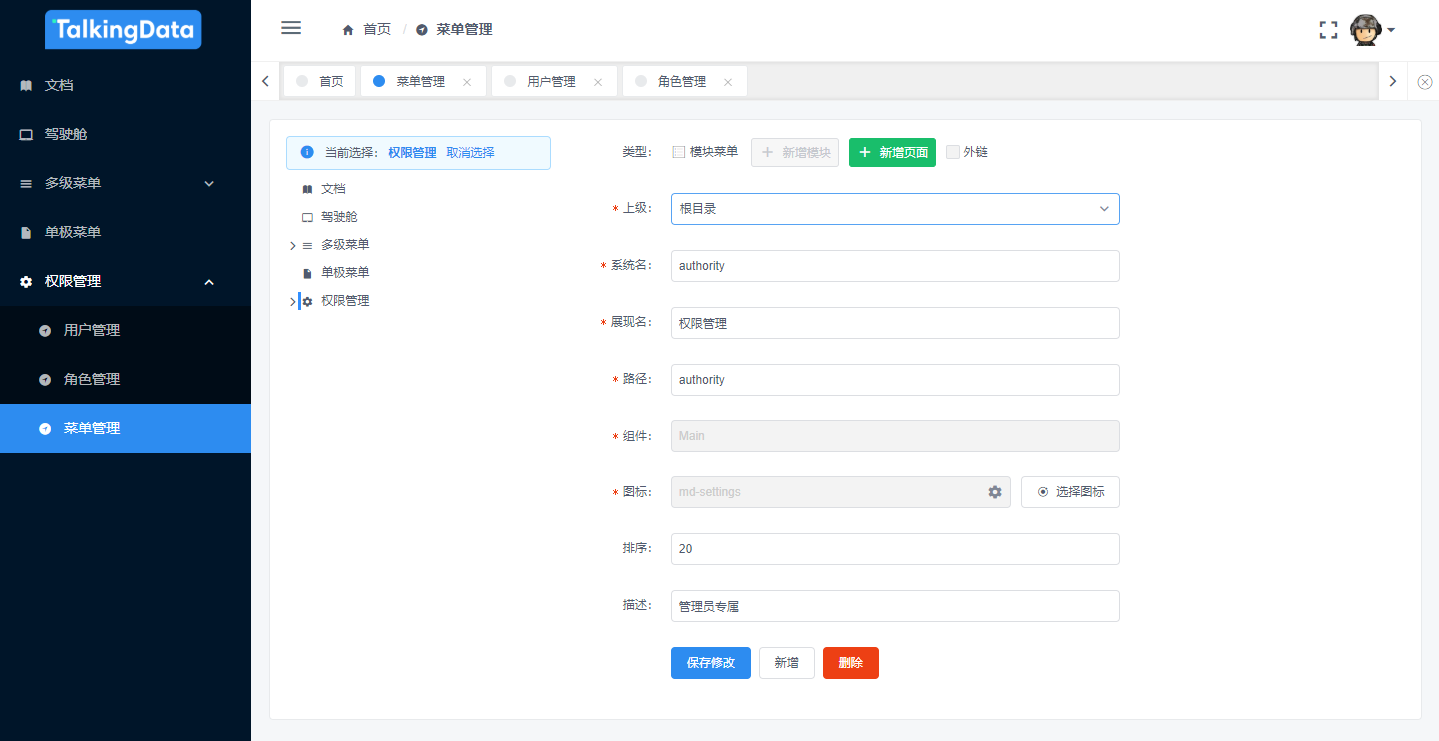 TalkingData
文档
驾驶舱
多级菜单
单极菜单
权限管理
用户管理
角色管理
菜单管理
首页 / 菜单管理
首页 菜单管理 用户管理 角色管理
当前选择： 权限管理 取消选择
文档
驾驶舱
多级菜单
单极菜单
权限管理
类型: 模块菜单 新增模块 新增页面 外链
* 上级: 根目录
* 系统名: authority
* 展现名: 权限管理
* 路径: authority
* 组件: Main
* 图标: md-settings 选择图标
排序: 20
描述: 管理员专属
保存修改 新增 删除